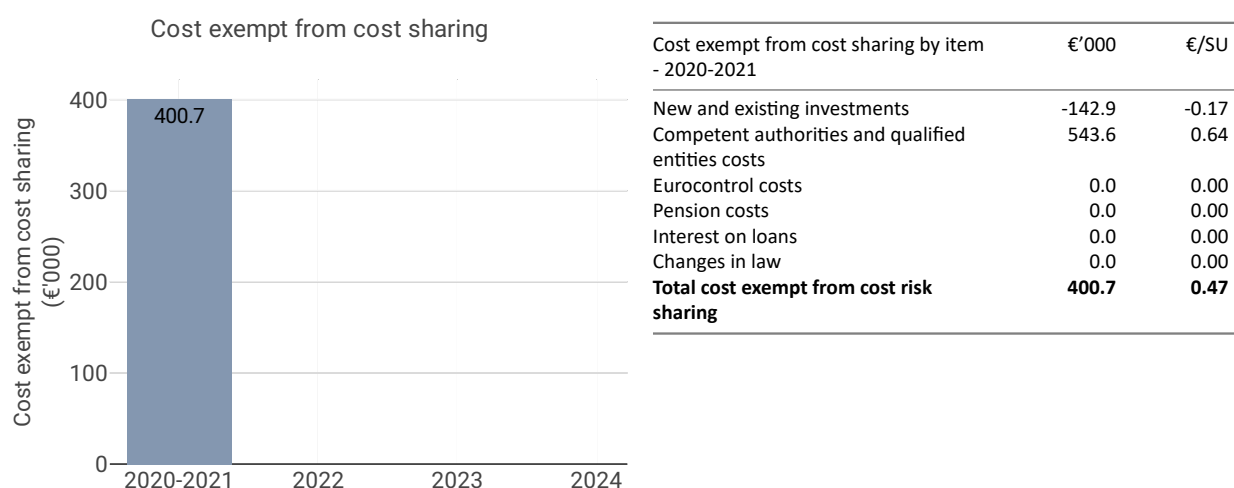 Cost exempt from cost sharing
Cost exempt from cost sharing
(€'000)
400
300
200
100
0
400.7
2020-2021 2022 2023 2024
Cost exempt from cost sharing by item €’000 €/SU
- 2020-2021
New and existing investments -142.9 -0.17
Competent authorities and qualified 543.6 0.64
entities costs
Eurocontrol costs 0.0 0.00
Pension costs 0.0 0.00
Interest on loans 0.0 0.00
Changes in law 0.0 0.00
Total cost exempt from cost risk 400.7 0.47
sharing